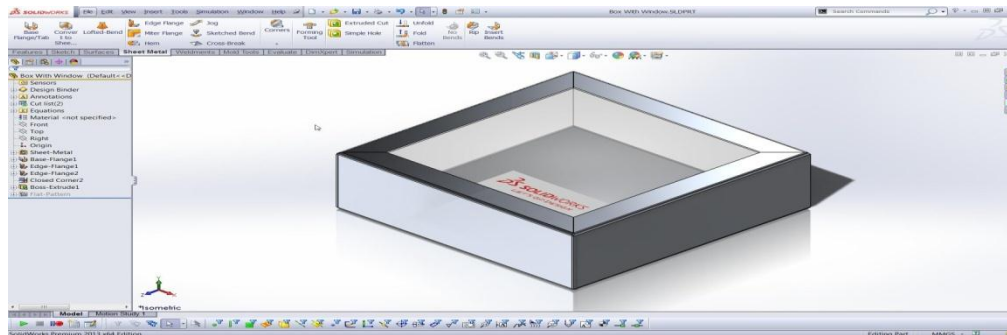 SOLIDWORKS File Edit View Insert Tools Simulation Window Help
Box With Window.SLDPRT
Search Commands
Base Flange/Tab
Convert to Shee...
Lofted-Bend
Edge Flange
Miter Flange
Hem
Jog
Sketched Bend
Cross-Break
Corners
Forming Tool
Extruded Cut
Simple Hole
Unfold
Fold
Flatten
No Bends
Rip
Insert Bends
Features Sketch Surfaces Sheet Metal Weldments Mold Tools Evaluate DimXpert Simulation
Box With Window (Default<<D
Sensors
Design Binder
Annotations
Cut list(2)
Equations
Material <not specified>
Front
Top
Right
Origin
Sheet-Metal
Base-Flange1
Edge-Flange1
Edge-Flange2
Closed Corner2
Boss-Extrude1
Flat-Pattern
SOLIDWORKS
*Isometric
Model Motion Study 1
SolidWorks Premium 2013 x64 Edition
Editing Part
MMGS